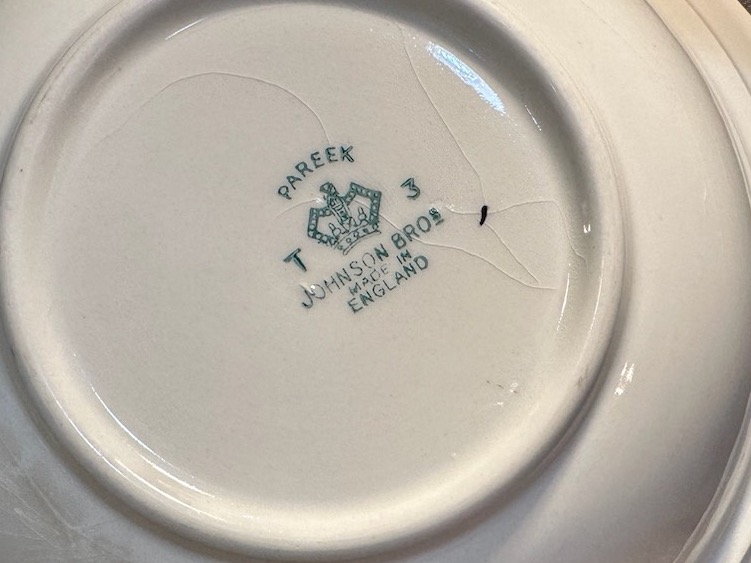 PAREEK
T 3
JOHNSON BROS
MADE IN
ENGLAND